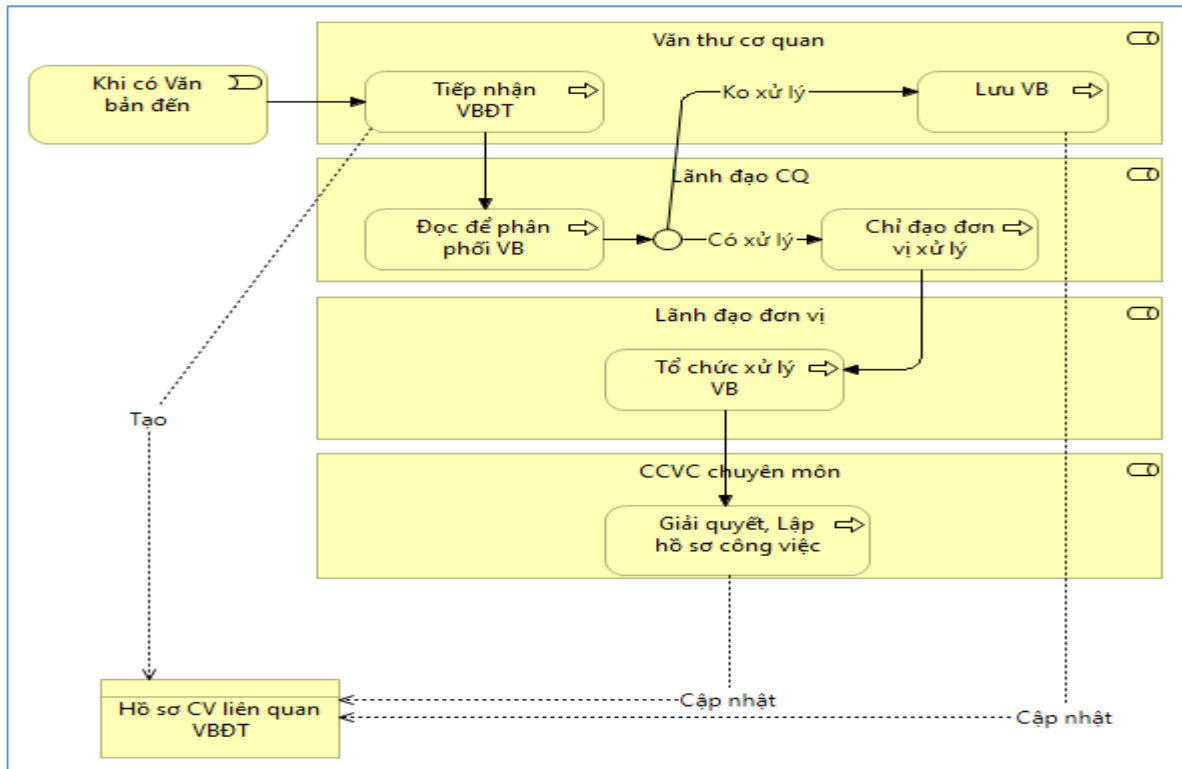 Văn thư cơ quan
Khi có Văn
bản đến
Tiếp nhận
VBĐT
Ko xử lý
Lưu VB
Lãnh đạo CQ
Đọc để phân
phối VB
Có xử lý
Chỉ đạo đơn
vị xử lý
Lãnh đạo đơn vị
Tổ chức xử lý
VB
Tạo
CCVC chuyên môn
Giải quyết, Lập
hồ sơ công việc
Hồ sơ CV liên quan
VBĐT
Cập nhật
Cập nhật